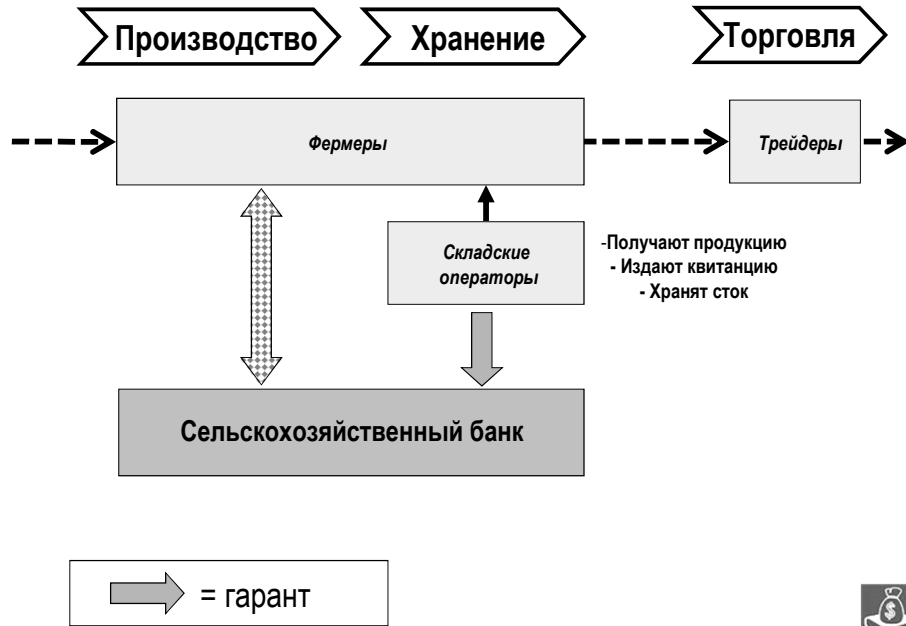 Производство
Хранение
Торговля
Фермеры
Трейдеры
Складские
операторы
-Получают продукцию
- Издают квитанцию
- Хранят сток
Сельскохозяйственный банк
= гарант
$